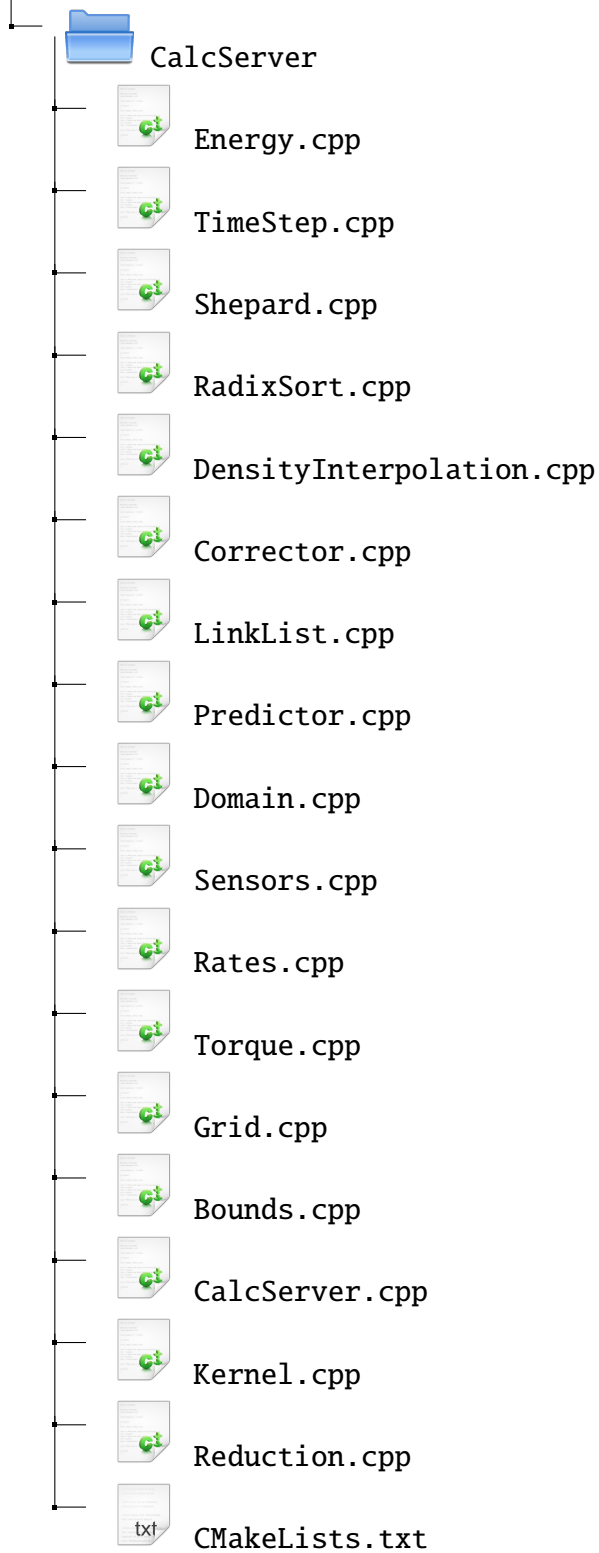 CalcServer
Energy.cpp
TimeStep.cpp
Shepard.cpp
RadixSort.cpp
DensityInterpolation.cpp
Corrector.cpp
LinkList.cpp
Predictor.cpp
Domain.cpp
Sensors.cpp
Rates.cpp
Torque.cpp
Grid.cpp
Bounds.cpp
CalcServer.cpp
Kernel.cpp
Reduction.cpp
txt CMakeLists.txt